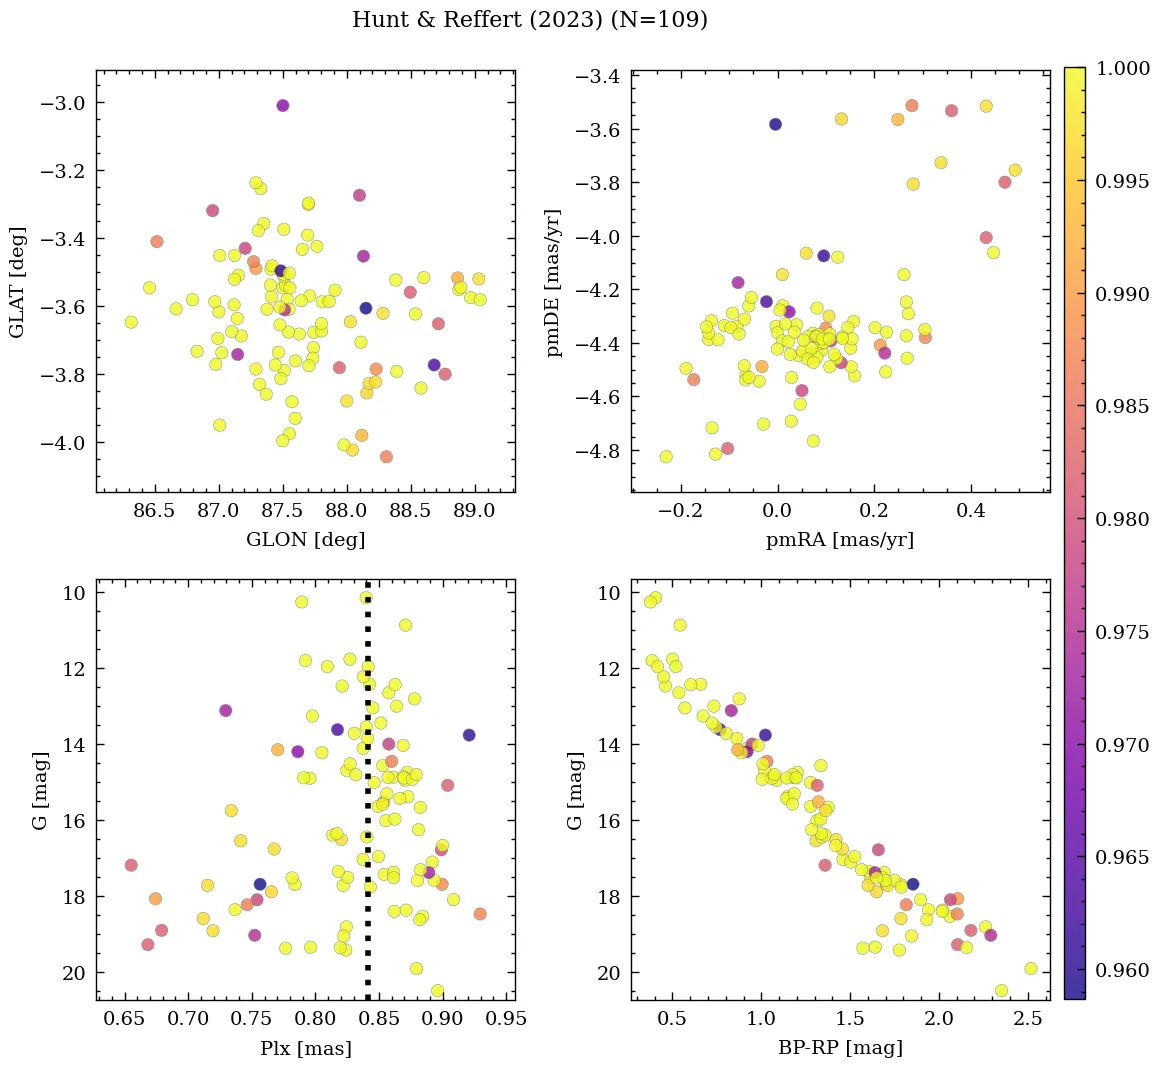 Hunt & Reffert (2023) (N=109)
−3.0
−3.2
−3.4
−3.6
−3.8
−4.0
GLAT [deg]
86.5 87.0 87.5 88.0 88.5 89.0
GLON [deg]
−3.4
−3.6
−3.8
−4.0
−4.2
−4.4
−4.6
−4.8
pmDE [mas/yr]
−0.2 0.0 0.2 0.4
pmRA [mas/yr]
10
12
14
16
18
20
G [mag]
0.65 0.70 0.75 0.80 0.85 0.90 0.95
Plx [mas]
10
12
14
16
18
20
G [mag]
0.5 1.0 1.5 2.0 2.5
BP-RP [mag]
1.000
0.995
0.990
0.985
0.980
0.975
0.970
0.965
0.960